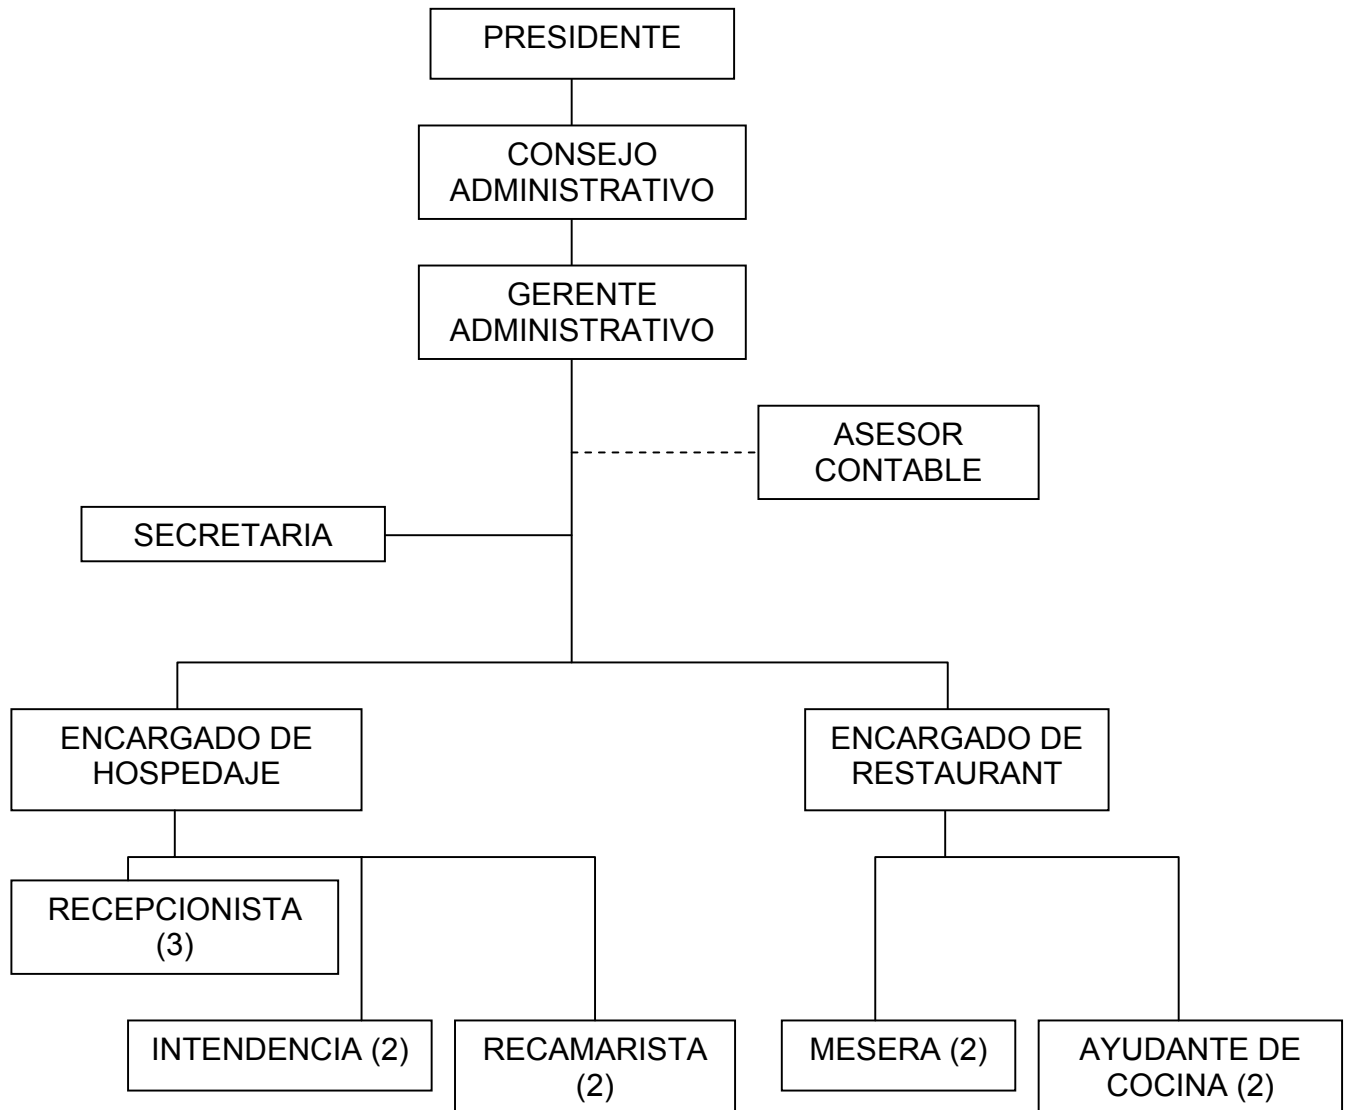 PRESIDENTE
CONSEJO
ADMINISTRATIVO
GERENTE
ADMINISTRATIVO
ASESOR
CONTABLE
SECRETARIA
ENCARGADO DE
HOSPEDAJE
ENCARGADO DE
RESTAURANT
RECEPCIONISTA
(3)
INTENDENCIA (2)
RECAMARISTA
(2)
MESERA (2)
AYUDANTE DE
COCINA (2)